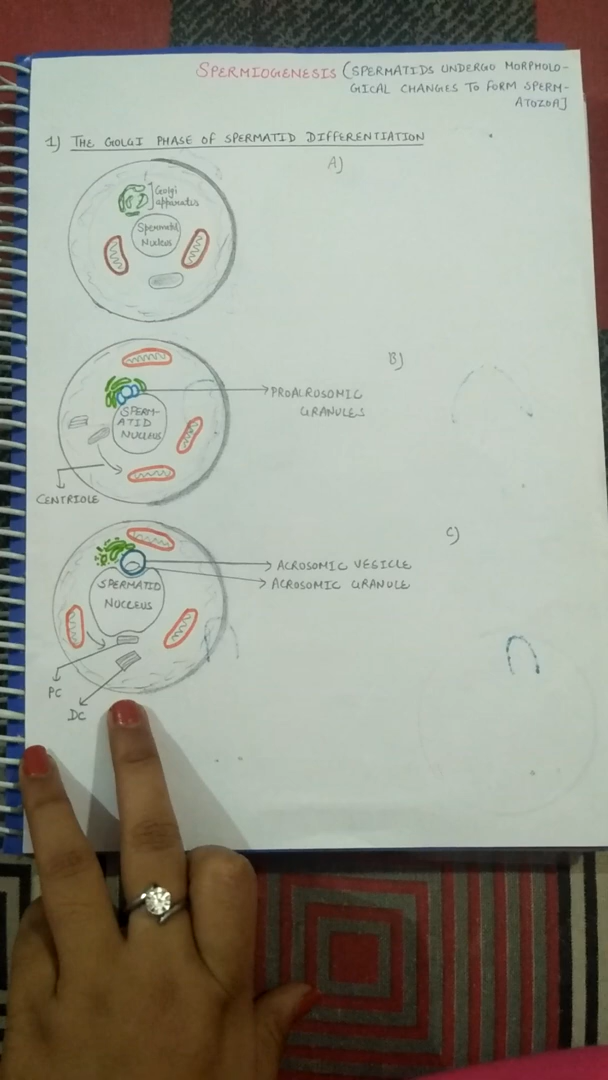 SPERMIOGENESIS (SPERMATIDS UNDERGO MORPHOLO-
GICAL CHANGES TO FORM SPERM-
ATOZOA]
1) THE GOLGI PHASE OF SPERMATID DIFFERENTIATION
A)
Golgi
apparatus
Spermatid
Nucleus
B)
PROACROSOMIC
GRANULES
SPERM-
ATID
NUCLEUS
CENTRIOLE
C)
ACROSOMIC VESICLE
ACROSOMIC GRANULE
SPERMATID
NUCLEUS
PC
DC